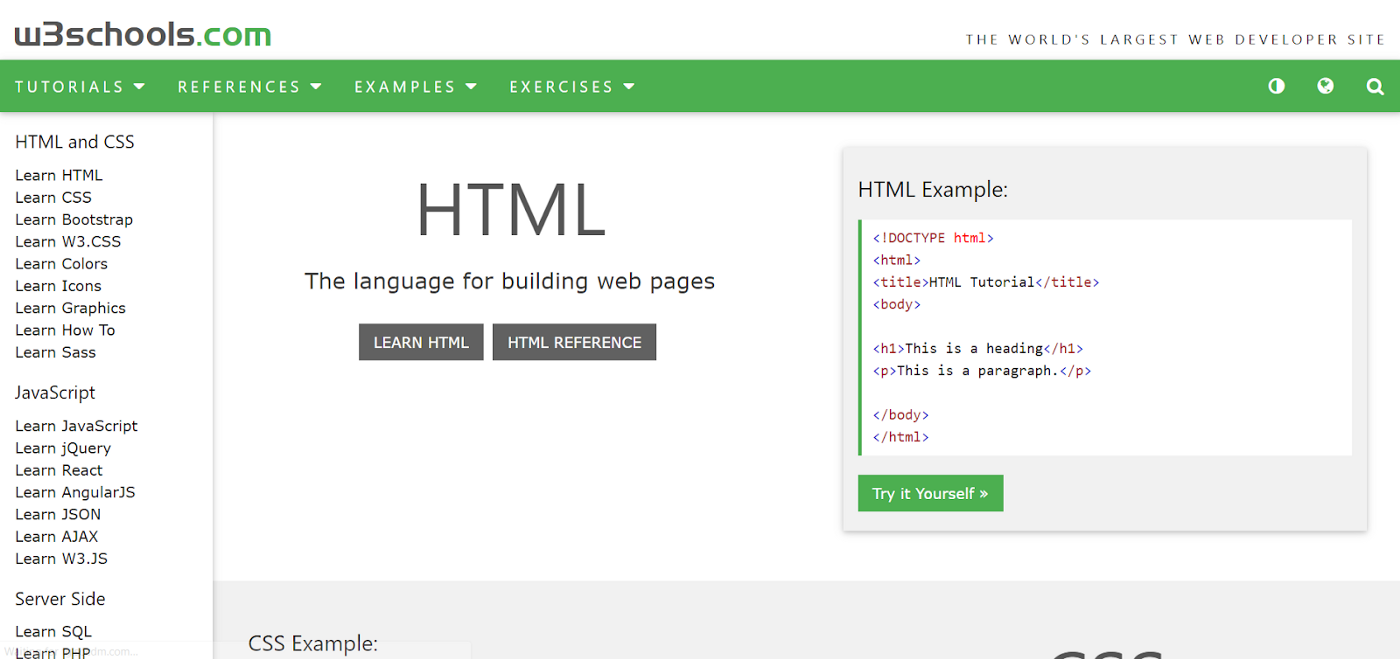 w3schools.com
THE WORLD'S LARGEST WEB DEVELOPER SITE
TUTORIALS REFERENCES EXAMPLES EXERCISES
HTML and CSS
Learn HTML
Learn CSS
Learn Bootstrap
Learn W3.CSS
Learn Colors
Learn Icons
Learn Graphics
Learn How To
Learn Sass
JavaScript
Learn JavaScript
Learn jQuery
Learn React
Learn AngularJS
Learn JSON
Learn AJAX
Learn W3.JS
Server Side
Learn SQL
Learn PHP
HTML
The language for building web pages
LEARN HTML HTML REFERENCE
HTML Example:
<!DOCTYPE html>
<html>
<title>HTML Tutorial</title>
<body>
<h1>This is a heading</h1>
<p>This is a paragraph.</p>
</body>
</html>
Try it Yourself »
CSS Example:
CSS